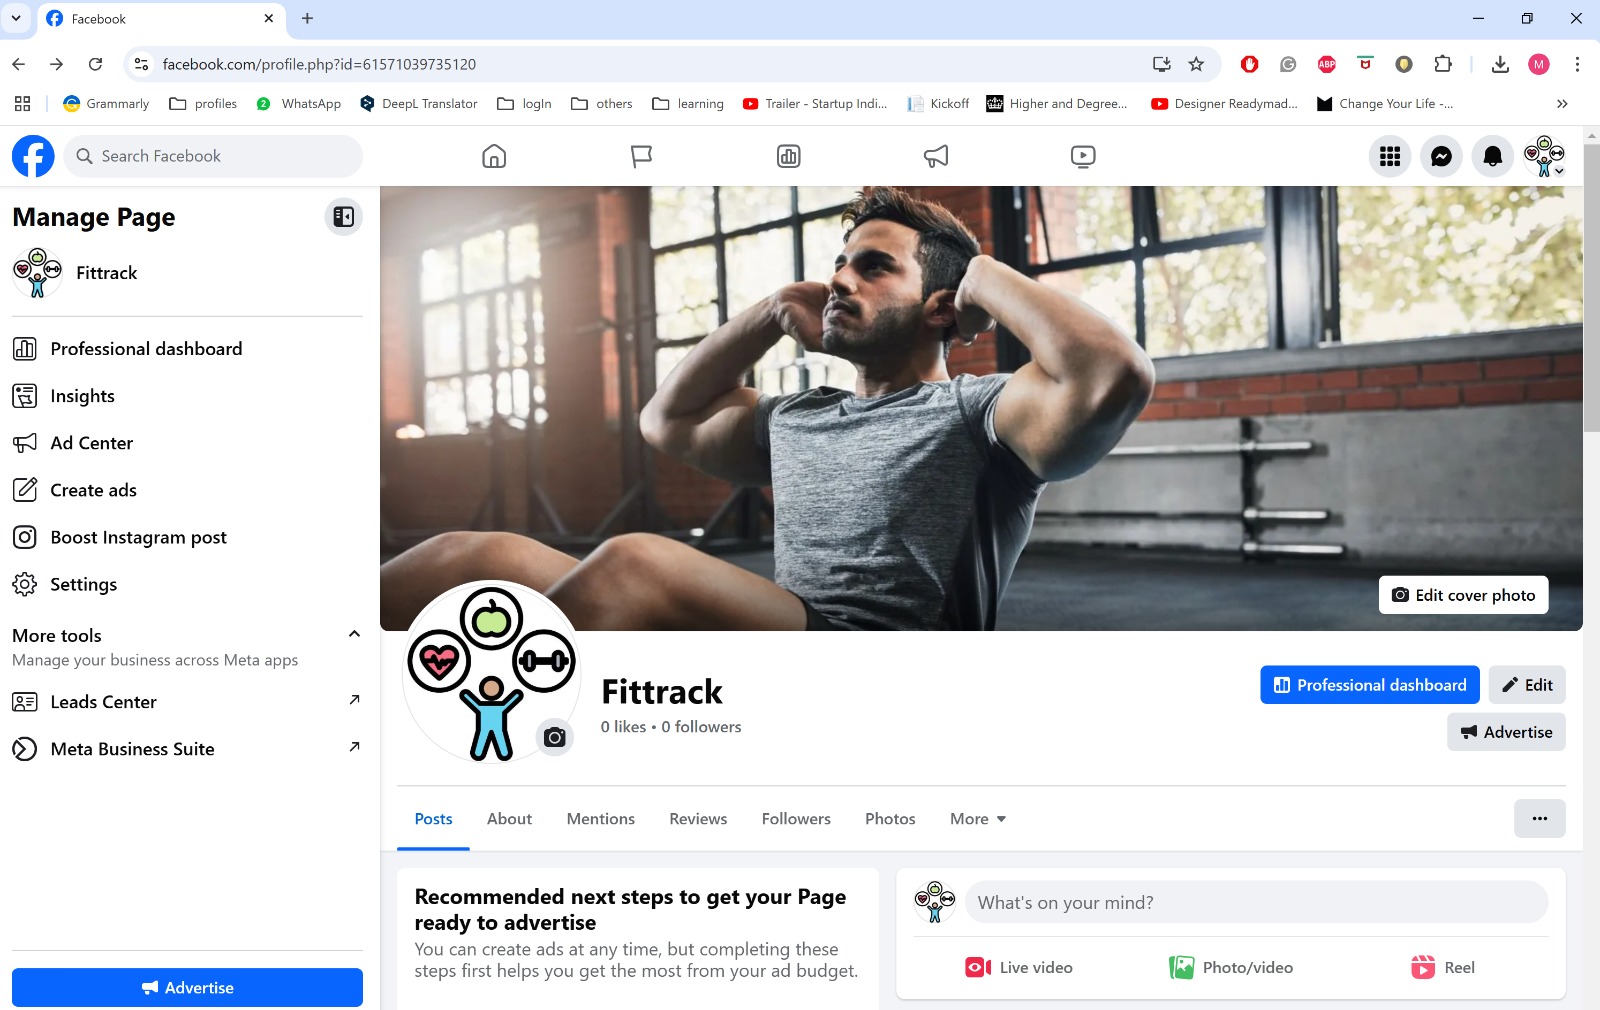 Facebook
facebook.com/profile.php?id=61571039735120
ABP
M
Grammarly
profiles
2
WhatsApp
DeepL Translator
logIn
others
learning
Trailer - Startup Indi...
Kickoff
Higher and Degree...
Designer Readymad...
Change Your Life -...
Search Facebook
Manage Page
Fittrack
Professional dashboard
Insights
Ad Center
Create ads
Boost Instagram post
Settings
More tools
Manage your business across Meta apps
Leads Center
Meta Business Suite
Advertise
Edit cover photo
Fittrack
0 likes • 0 followers
Professional dashboard
Edit
Advertise
Posts
About
Mentions
Reviews
Followers
Photos
More
Recommended next steps to get your Page
ready to advertise
You can create ads at any time, but completing these
steps first helps you get the most from your ad budget.
What's on your mind?
Live video
Photo/video
Reel